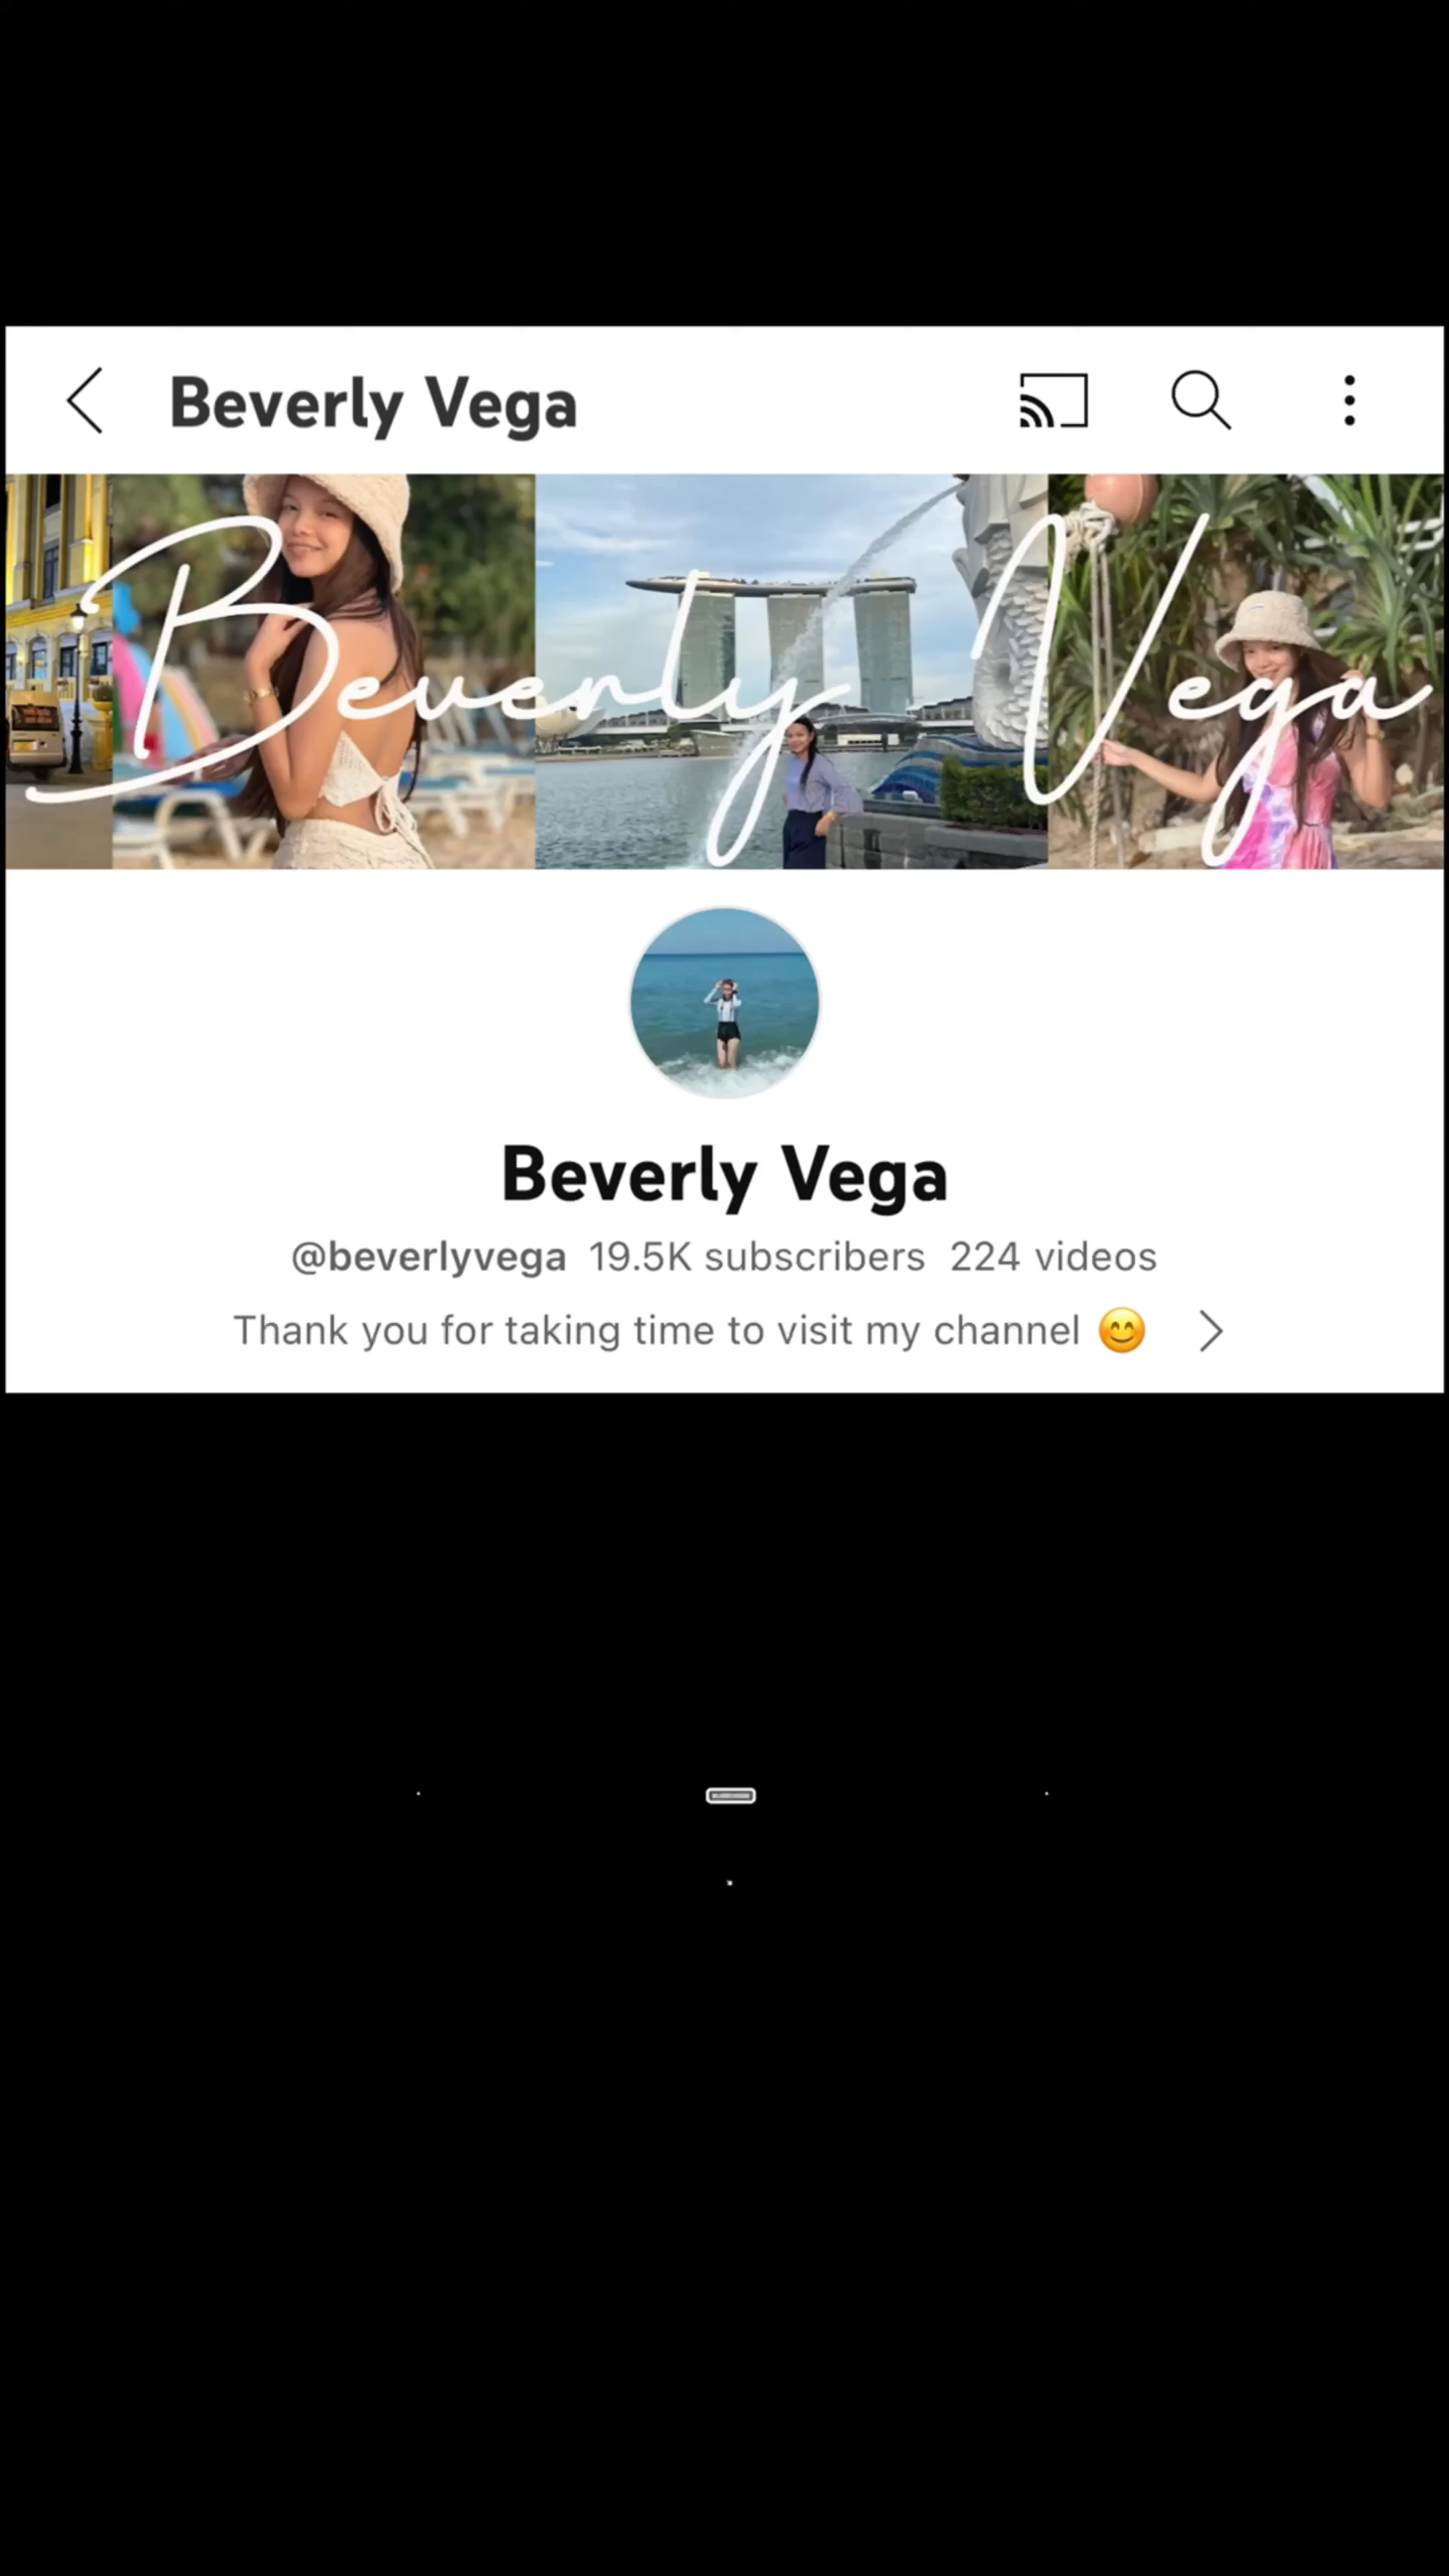 Beverly Vega
Beverly Vega
Beverly Vega
@beverlyvega 19.5K subscribers 224 videos
Thank you for taking time to visit my channel 😊